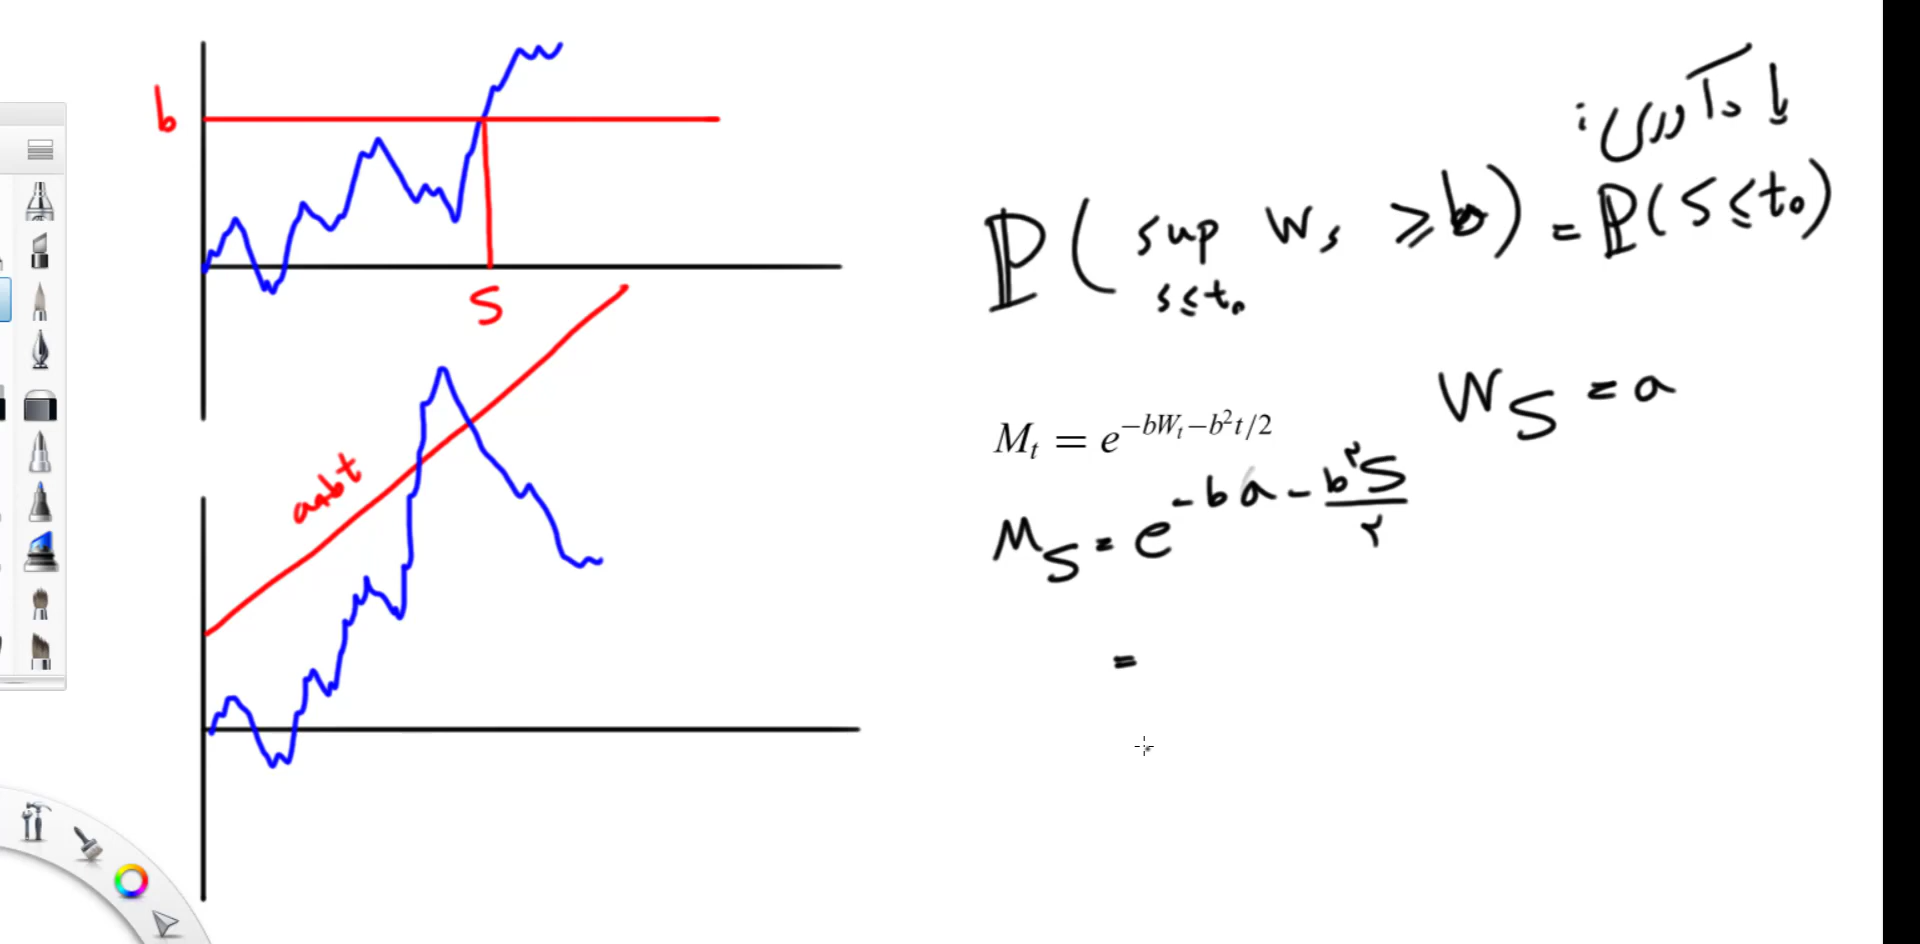 b
S
a+bt
یادآوری:
ℙ( sup W_s ≥ b) = ℙ(S ≤ t₀)
s≤t₀
W_S = a
M_t = e^{−bW_t−b²t/2}
M_S = e^{-ba - b²S/۲}
=